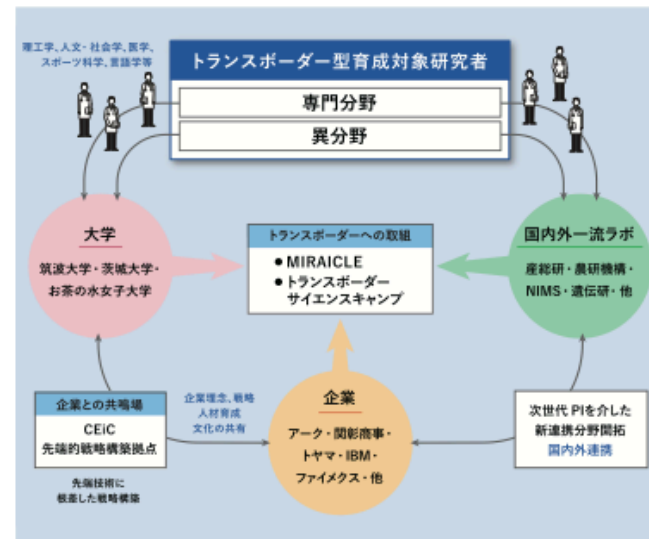 理工学、人文・社会学、医学、
スポーツ科学、言語学等
トランスボーダー型育成対象研究者
専門分野
異分野
大学
筑波大学・茨城大学・
お茶の水女子大学
トランスボーダーへの取組
● MIRAICLE
● トランスボーダー
サイエンスキャンプ
国内外一流ラボ
産総研・農研機構・
NIMS・遺伝研・他
企業との共鳴場
CEiC
先端的戦略構築拠点
先端技術に
根差した戦略構築
企業理念、戦略
人材育成
文化の共有
企業
アーク・関彰商事・
トヤマ・IBM・
ファイメクス・他
次世代 PIを介した
新連携分野開拓
国内外連携